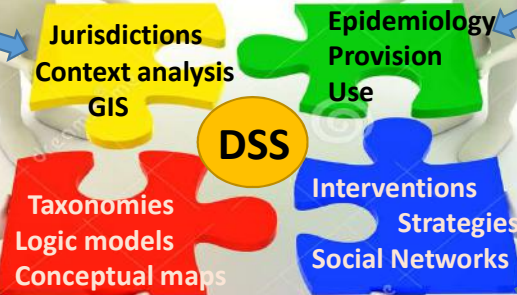 Jurisdictions
Context analysis
GIS
Epidemiology
Provision
Use
DSS
Taxonomies
Logic models
Conceptual maps
Interventions
Strategies
Social Networks